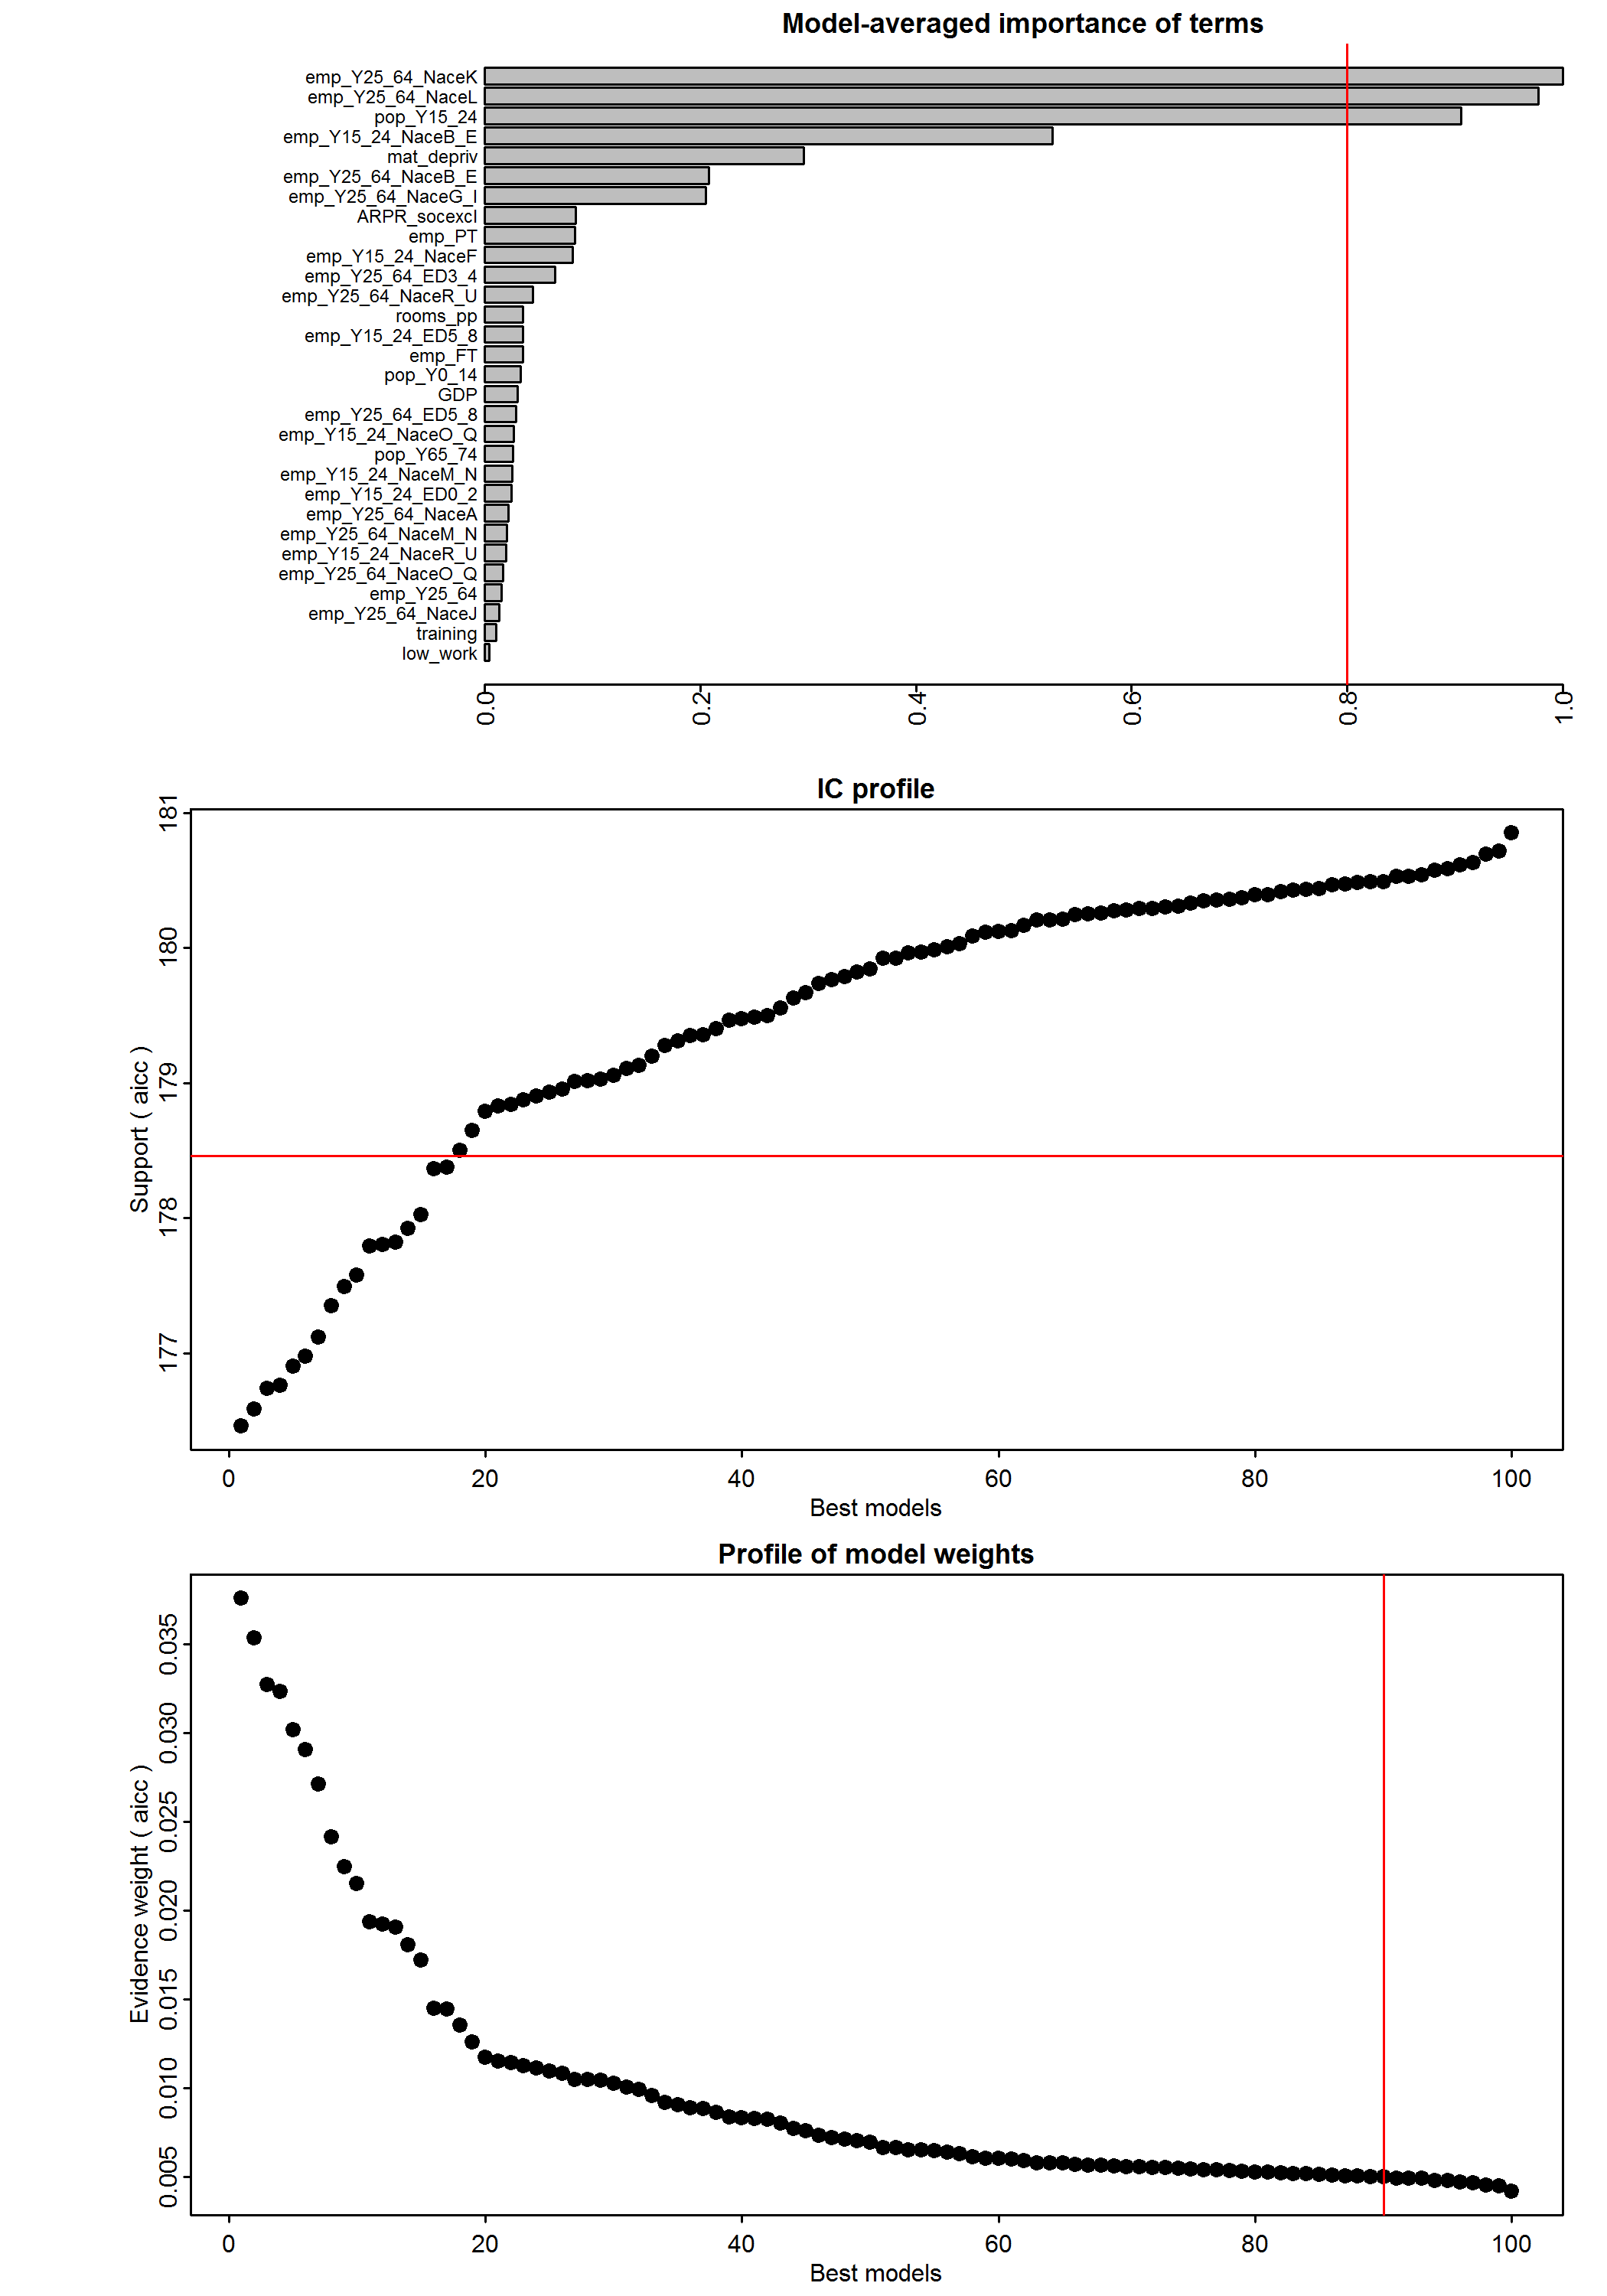 Model-averaged importance of terms
emp_Y25_64_NaceK
emp_Y25_64_NaceL
pop_Y15_24
emp_Y15_24_NaceB_E
mat_depriv
emp_Y25_64_NaceB_E
emp_Y25_64_NaceG_I
ARPR_socexcl
emp_PT
emp_Y15_24_NaceF
emp_Y25_64_ED3_4
emp_Y25_64_NaceR_U
rooms_pp
emp_Y15_24_ED5_8
emp_FT
pop_Y0_14
GDP
emp_Y25_64_ED5_8
emp_Y15_24_NaceO_Q
pop_Y65_74
emp_Y15_24_NaceM_N
emp_Y15_24_ED0_2
emp_Y25_64_NaceA
emp_Y25_64_NaceM_N
emp_Y15_24_NaceR_U
emp_Y25_64_NaceO_Q
emp_Y25_64
emp_Y25_64_NaceJ
training
low_work
0.0 0.2 0.4 0.6 0.8 1.0
IC profile
Support ( aicc )
181
180
179
178
177
0 20 40 60 80 100
Best models
Profile of model weights
Evidence weight ( aicc )
0.035
0.030
0.025
0.020
0.015
0.010
0.005
0 20 40 60 80 100
Best models